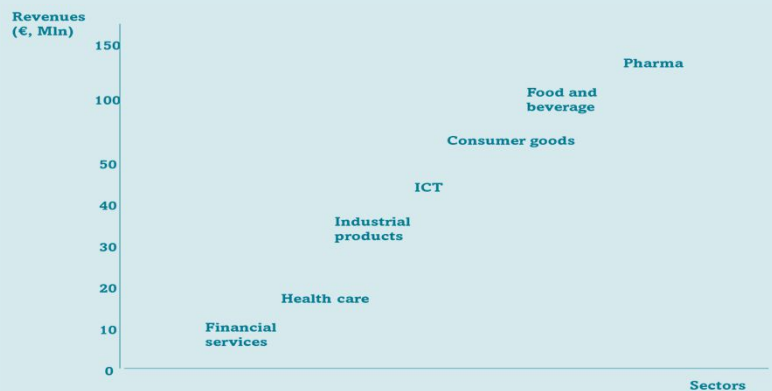 Revenues
(€, Mln)
150
Pharma
Food and
100
beverage
Consumer goods
50
ICT
40
Industrial
products
30
20
Health care
Financial
10
services
0
Sectors